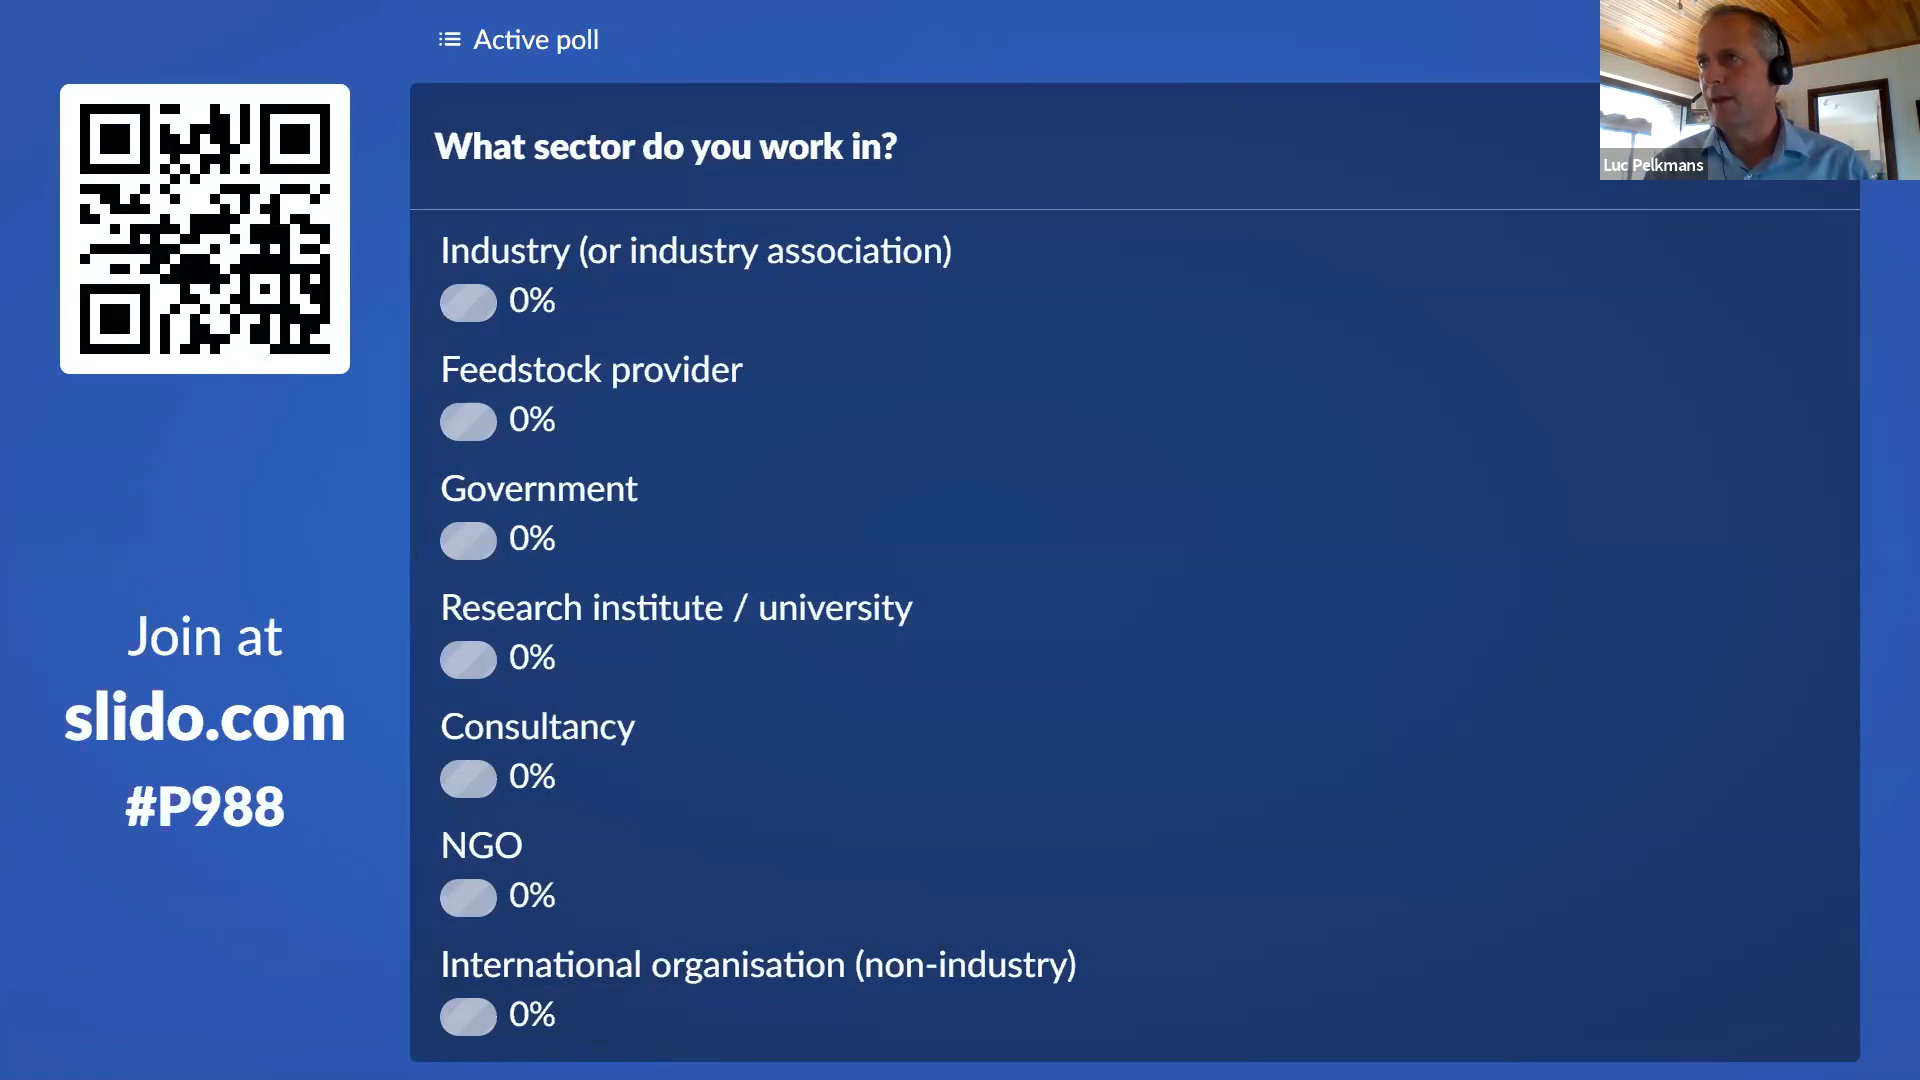 Active poll
What sector do you work in?
Luc Pelkmans
Industry (or industry association)
0%
Feedstock provider
0%
Government
0%
Research institute / university
0%
Consultancy
0%
NGO
0%
International organisation (non-industry)
0%
Join at
slido.com
#P988